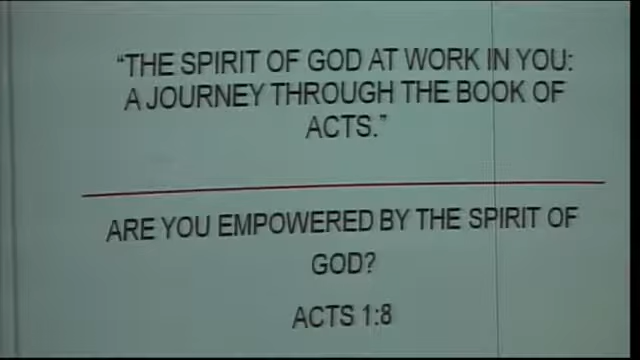 “THE SPIRIT OF GOD AT WORK IN YOU:
A JOURNEY THROUGH THE BOOK OF
ACTS.”
ARE YOU EMPOWERED BY THE SPIRIT OF
GOD?
ACTS 1:8